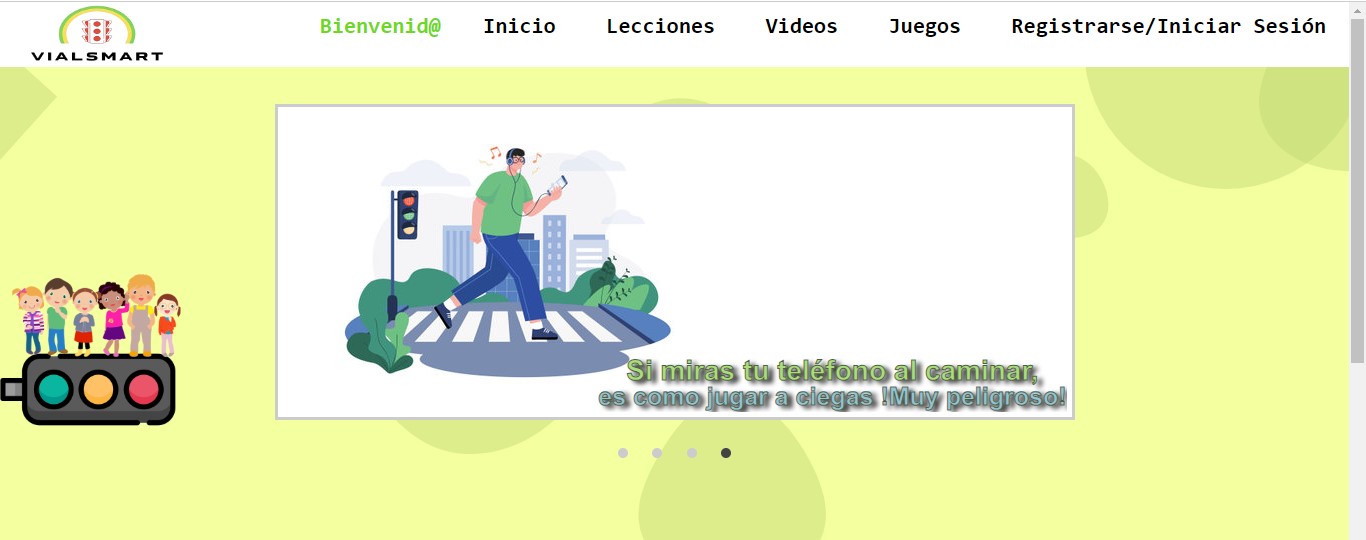 VIALSMART
Bienvenid@ Inicio Lecciones Videos Juegos Registrarse/Iniciar Sesión
Si miras tu teléfono al caminar,
es como jugar a ciegas !Muy peligroso!